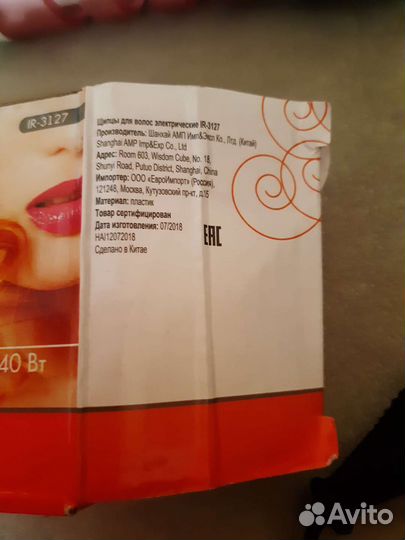 IR-3127
Щипцы для волос электрические IR-3127
Производитель: Шанхай АМП Имп&Эксп Ко., Лтд. (Китай)
Shanghai AMP Imp&Exp Co., Ltd
Адрес: Room 603, Wisdom Cube, No. 18,
Shunyi Road, Putuo District, Shanghai, China
Импортер: ООО «ЕвроИмпорт» (Россия),
121248, Москва, Кутузовский пр-кт, д.
Материал: пластик
Товар сертифицирован
Дата изготовления: 07/2018
HAI12072018
Сделано в Китае
EAC
40 Вт
Avito